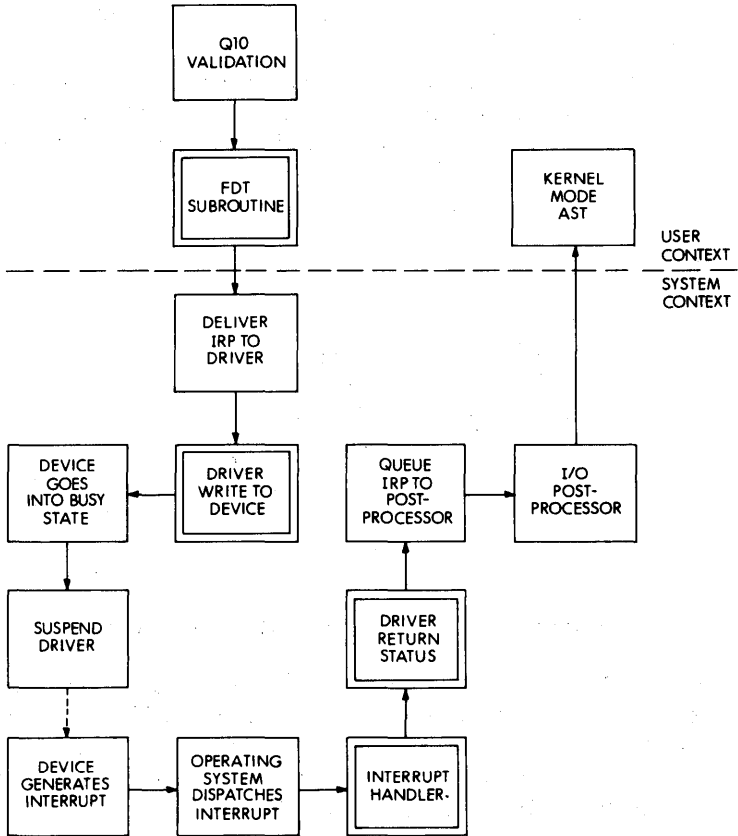 Q10
VALIDATION
FDT
SUBROUTINE
KERNEL
MODE
AST
USER
CONTEXT
SYSTEM
CONTEXT
DELIVER
IRP TO
DRIVER
DEVICE
GOES
INTO BUSY
STATE
DRIVER
WRITE TO
DEVICE
QUEUE
IRP TO
POST-
PROCESSOR
I/O
POST-
PROCESSOR
SUSPEND
DRIVER
DRIVER
RETURN
STATUS
DEVICE
GENERATES
INTERRUPT
OPERATING
SYSTEM
DISPATCHES
INTERRUPT
INTERRUPT
HANDLER